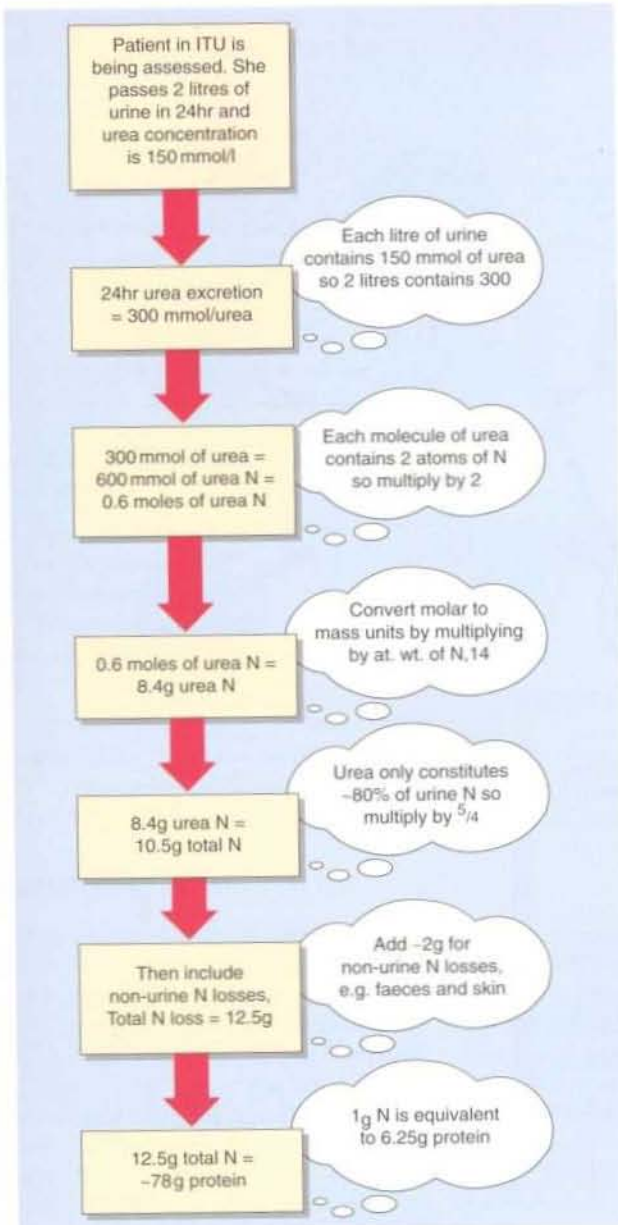 Patient in ITU is
being assessed. She
passes 2 litres of
urine in 24hr and
urea concentration
is 150 mmol/l
Each litre of urine
contains 150 mmol of urea
so 2 litres contains 300
24hr urea excretion
= 300 mmol/urea
Each molecule of urea
contains 2 atoms of N
so multiply by 2
300 mmol of urea =
600 mmol of urea N =
0.6 moles of urea N
Convert molar to
mass units by multiplying
by at. wt. of N,14
0.6 moles of urea N =
8.4g urea N
Urea only constitutes
~80% of urine N so
multiply by 5/4
8.4g urea N =
10.5g total N
Add ~2g for
non-urine N losses,
e.g. faeces and skin
Then include
non-urine N losses,
Total N loss = 12.5g
1g N is equivalent
to 6.25g protein
12.5g total N =
~78g protein